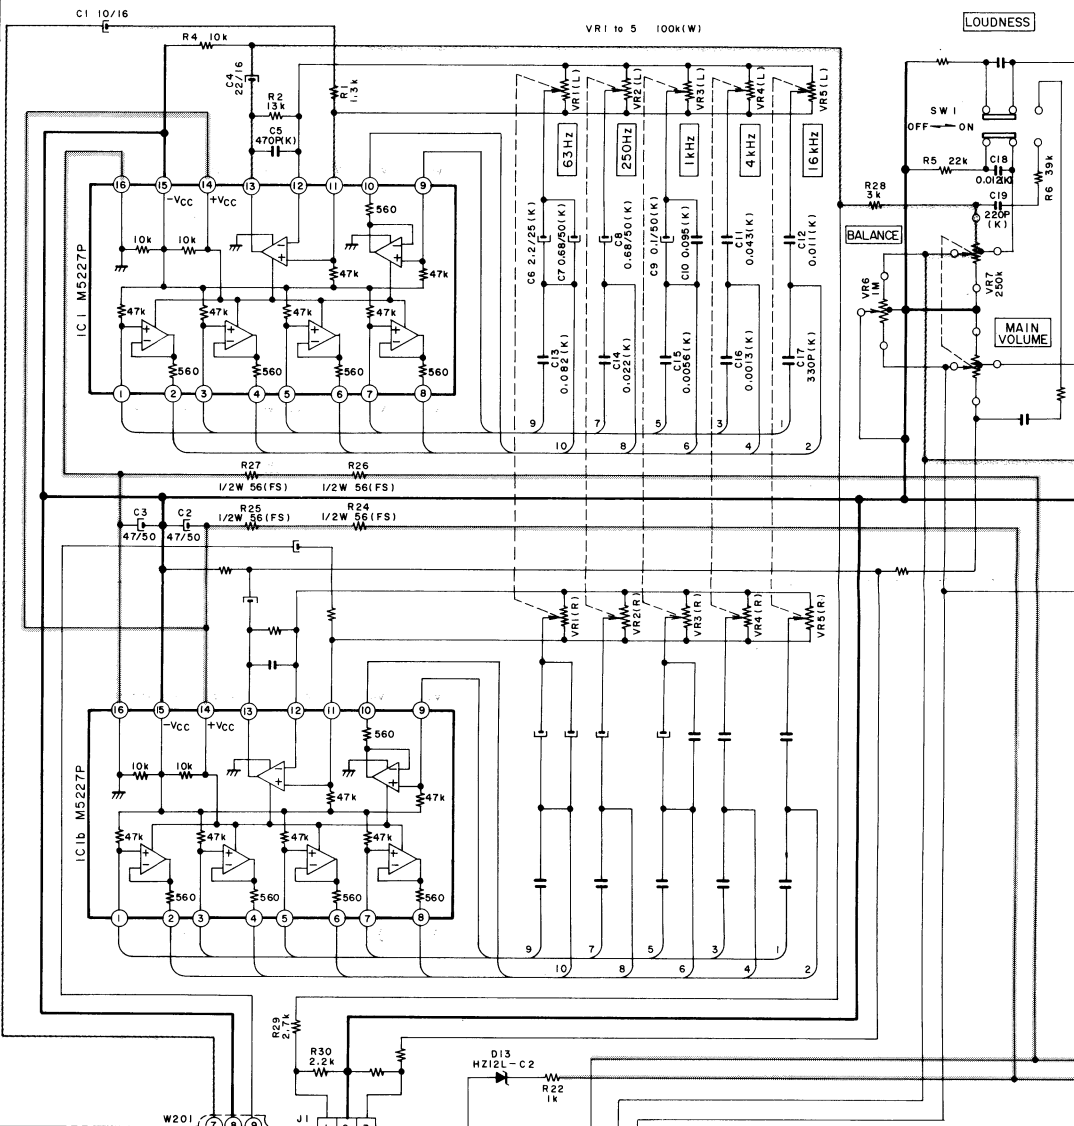 C1 10/16
VR1 to 5 100k(W)
LOUDNESS
R4 10k
C4
22/16
R2
13k
C5
470P(K)
R1
1.3k
VR1(L)
VR2(L)
VR3(L)
VR4(L)
VR5(L)
63Hz
250Hz
1kHz
4kHz
16kHz
SW1
OFF ON
R5 22k
C18
0.012(K)
R6 39k
R28
3k
C19
220P
(K)
16 15 14 13 12 11 10 9
-VCC +VCC
560
10k 10k
47k
47k
47k
47k
47k
47k
560
560
560
560
IC1 M5227P
1 2 3 4 5 6 7 8
C6 2.2/25(K)
C7 0.68/50(K)
C8
0.68/50(K)
C9 0.1/50(K)
C10 0.095(K)
C11
0.043(K)
C12
0.011(K)
C13
0.082(K)
C14
0.022(K)
C15
0.0056(K)
C16
0.0013(K)
C17
330P(K)
9 7 5 3 1
10 8 6 4 2
BALANCE
VR6
1M
VR7
250k
MAIN
VOLUME
R27
1/2W 56(FS)
R26
1/2W 56(FS)
R25
1/2W 56(FS)
R24
1/2W 56(FS)
C3
47/50
C2
47/50
VR1(R)
VR2(R)
VR3(R)
VR4(R)
VR5(R)
16 15 14 13 12 11 10 9
-VCC +VCC
560
10k 10k
47k
47k
47k
47k
47k
47k
560
560
560
560
IC1b M5227P
1 2 3 4 5 6 7 8
9 7 5 3 1
10 8 6 4 2
R29
2.7k
R30
2.2k
D13
HZ12L-C2
R22
1k
W201
7 8 9
J1